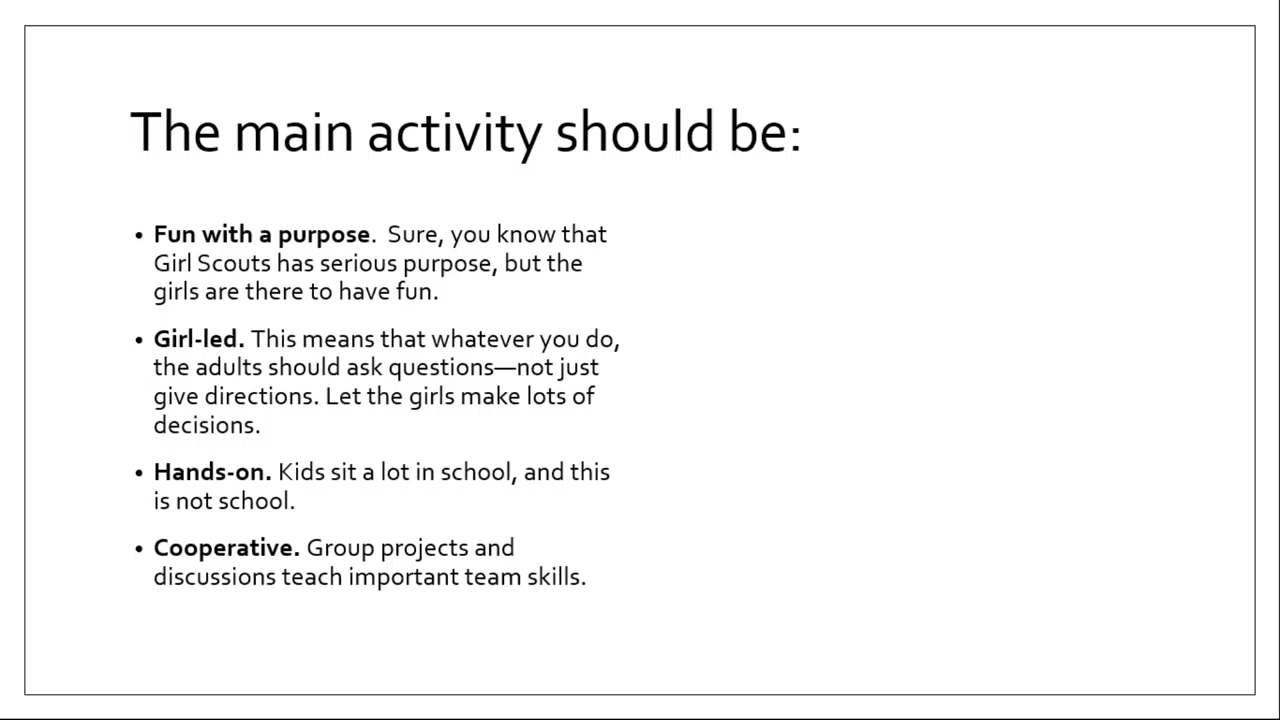 The main activity should be:
• Fun with a purpose.  Sure, you know that
Girl Scouts has serious purpose, but the
girls are there to have fun.
• Girl-led. This means that whatever you do,
the adults should ask questions—not just
give directions. Let the girls make lots of
decisions.
• Hands-on. Kids sit a lot in school, and this
is not school.
• Cooperative. Group projects and
discussions teach important team skills.